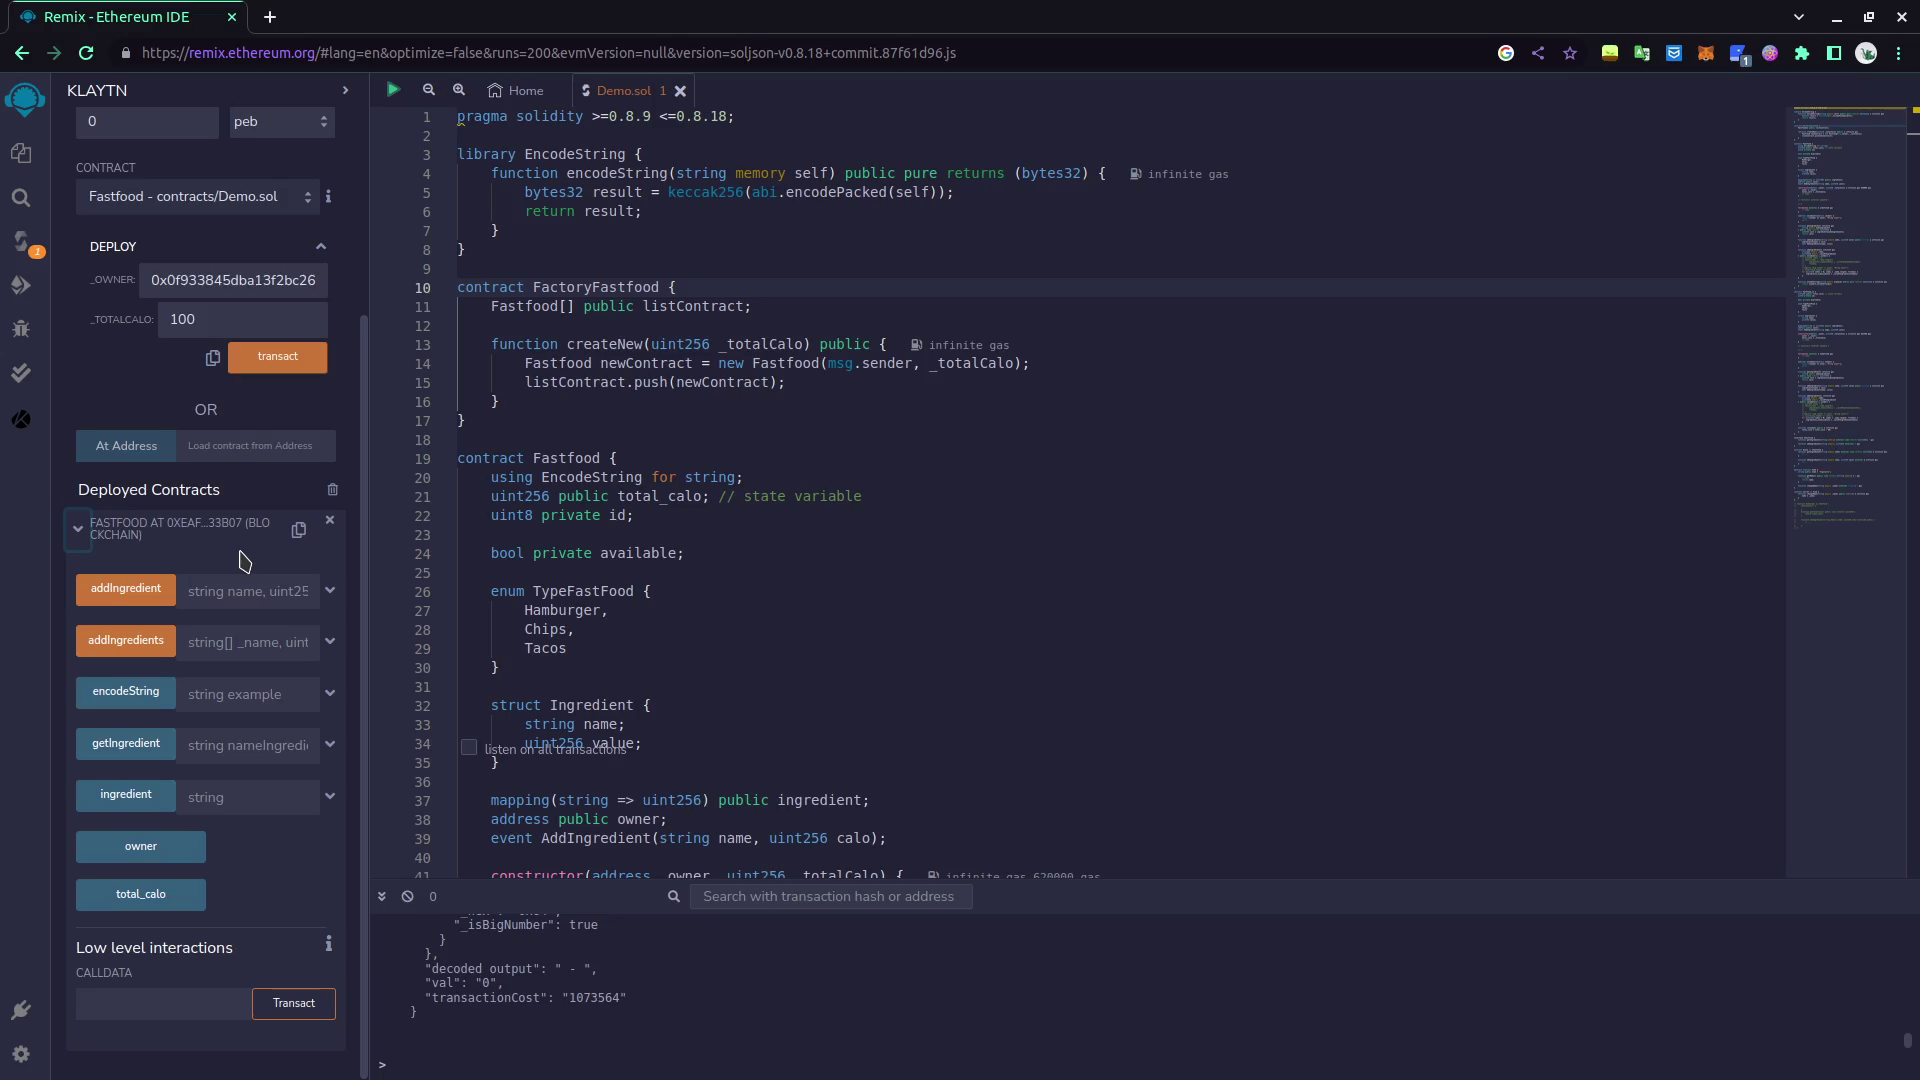 Remix - Ethereum IDE
https://remix.ethereum.org/#lang=en&optimize=false&runs=200&evmVersion=null&version=soljson-v0.8.18+commit.87f61d96.js
1
KLAYTN
0
peb
CONTRACT
Fastfood - contracts/Demo.sol
1
DEPLOY
_OWNER:
0x0f933845dba13f2bc26
_TOTALCALO:
100
transact
OR
At Address
Load contract from Address
Deployed Contracts
FASTFOOD AT 0XEAF...33B07 (BLO
CKCHAIN)
addIngredient
string name, uint25
addIngredients
string[] _name, uint
encodeString
string example
getIngredient
string nameIngredi
ingredient
string
owner
total_calo
Low level interactions
CALLDATA
Transact
Home
Demo.sol 1
1 pragma solidity >=0.8.9 <=0.8.18;
2
3 library EncodeString {
4 function encodeString(string memory self) public pure returns (bytes32) { infinite gas
5 bytes32 result = keccak256(abi.encodePacked(self));
6 return result;
7 }
8 }
9
10 contract FactoryFastfood {
11 Fastfood[] public listContract;
12
13 function createNew(uint256 _totalCalo) public { infinite gas
14 Fastfood newContract = new Fastfood(msg.sender, _totalCalo);
15 listContract.push(newContract);
16 }
17 }
18
19 contract Fastfood {
20 using EncodeString for string;
21 uint256 public total_calo; // state variable
22 uint8 private id;
23
24 bool private available;
25
26 enum TypeFastFood {
27 Hamburger,
28 Chips,
29 Tacos
30 }
31
32 struct Ingredient {
33 string name;
34 uint256 value;
listen on all transactions
35 }
36
37 mapping(string => uint256) public ingredient;
38 address public owner;
39 event AddIngredient(string name, uint256 calo);
40
41 constructor(address _owner, uint256 _totalCalo) { infinite gas 620000 gas
0
Search with transaction hash or address
"_isBigNumber": true
}
},
"decoded output": " - ",
"val": "0",
"transactionCost": "1073564"
}
>